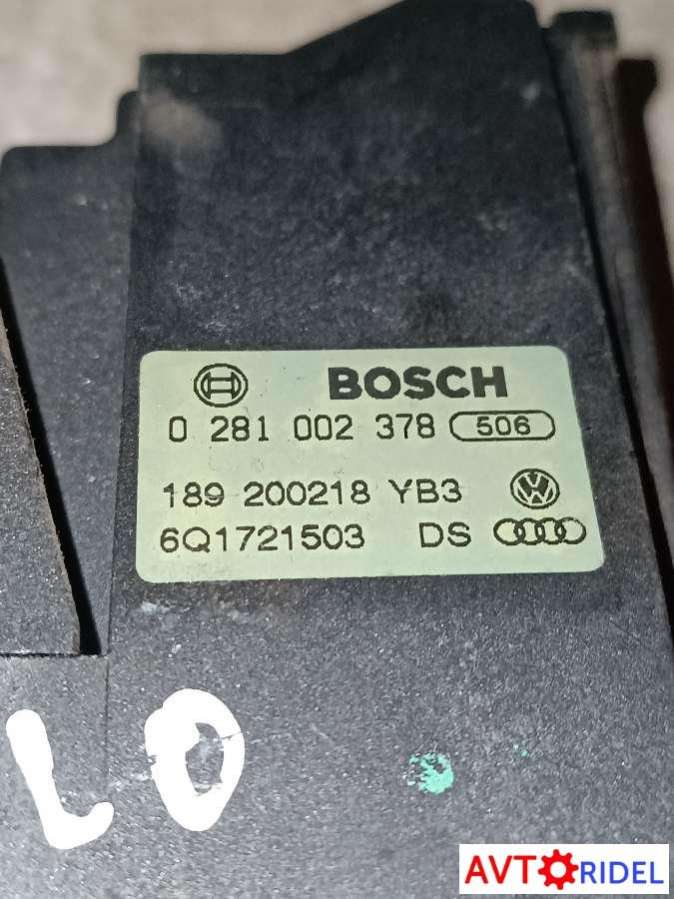 BOSCH
0 281 002 378 506
189 200218 YB3
6Q1721503 DS
LO
AVTORIDEL